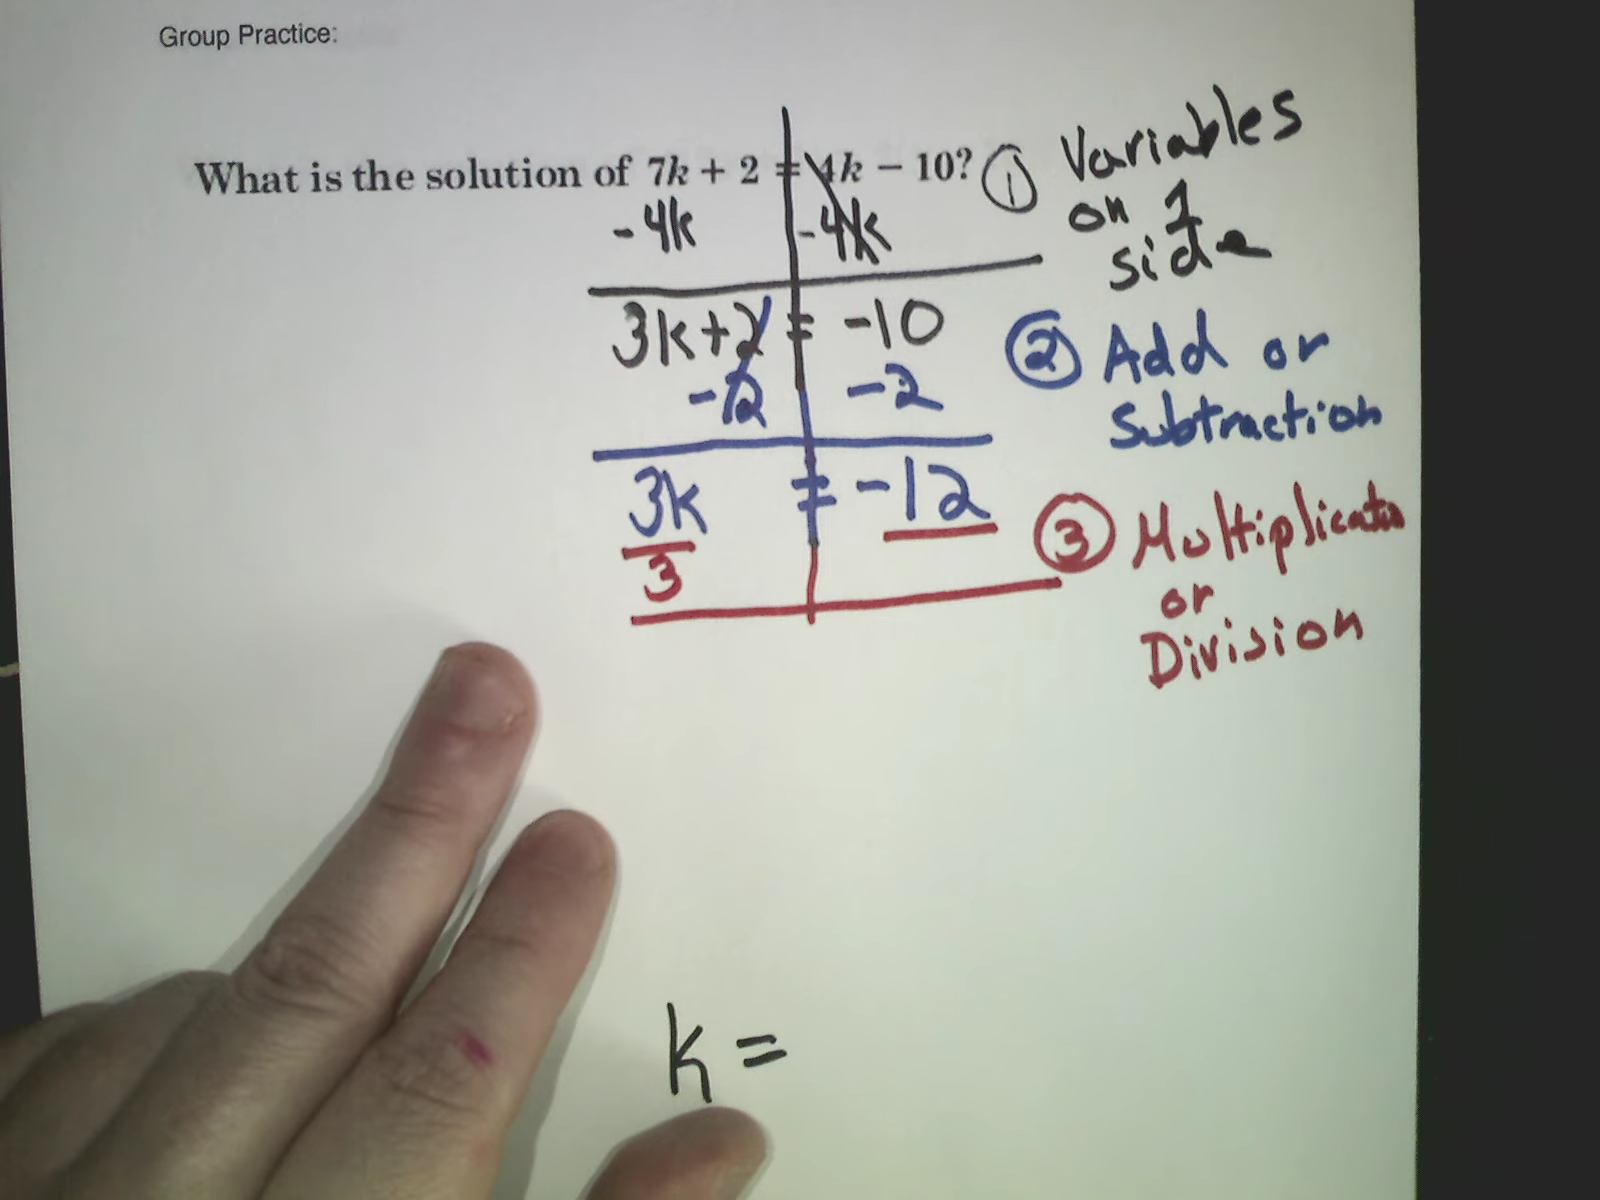 Group Practice:
What is the solution of 7k + 2 = 4k − 10?
① Variables
on 1
side
-4k -4k
3k+2 = -10
-2 -2
② Add or
Subtraction
3k = -12
3
③ Multiplication
or
Division
k =